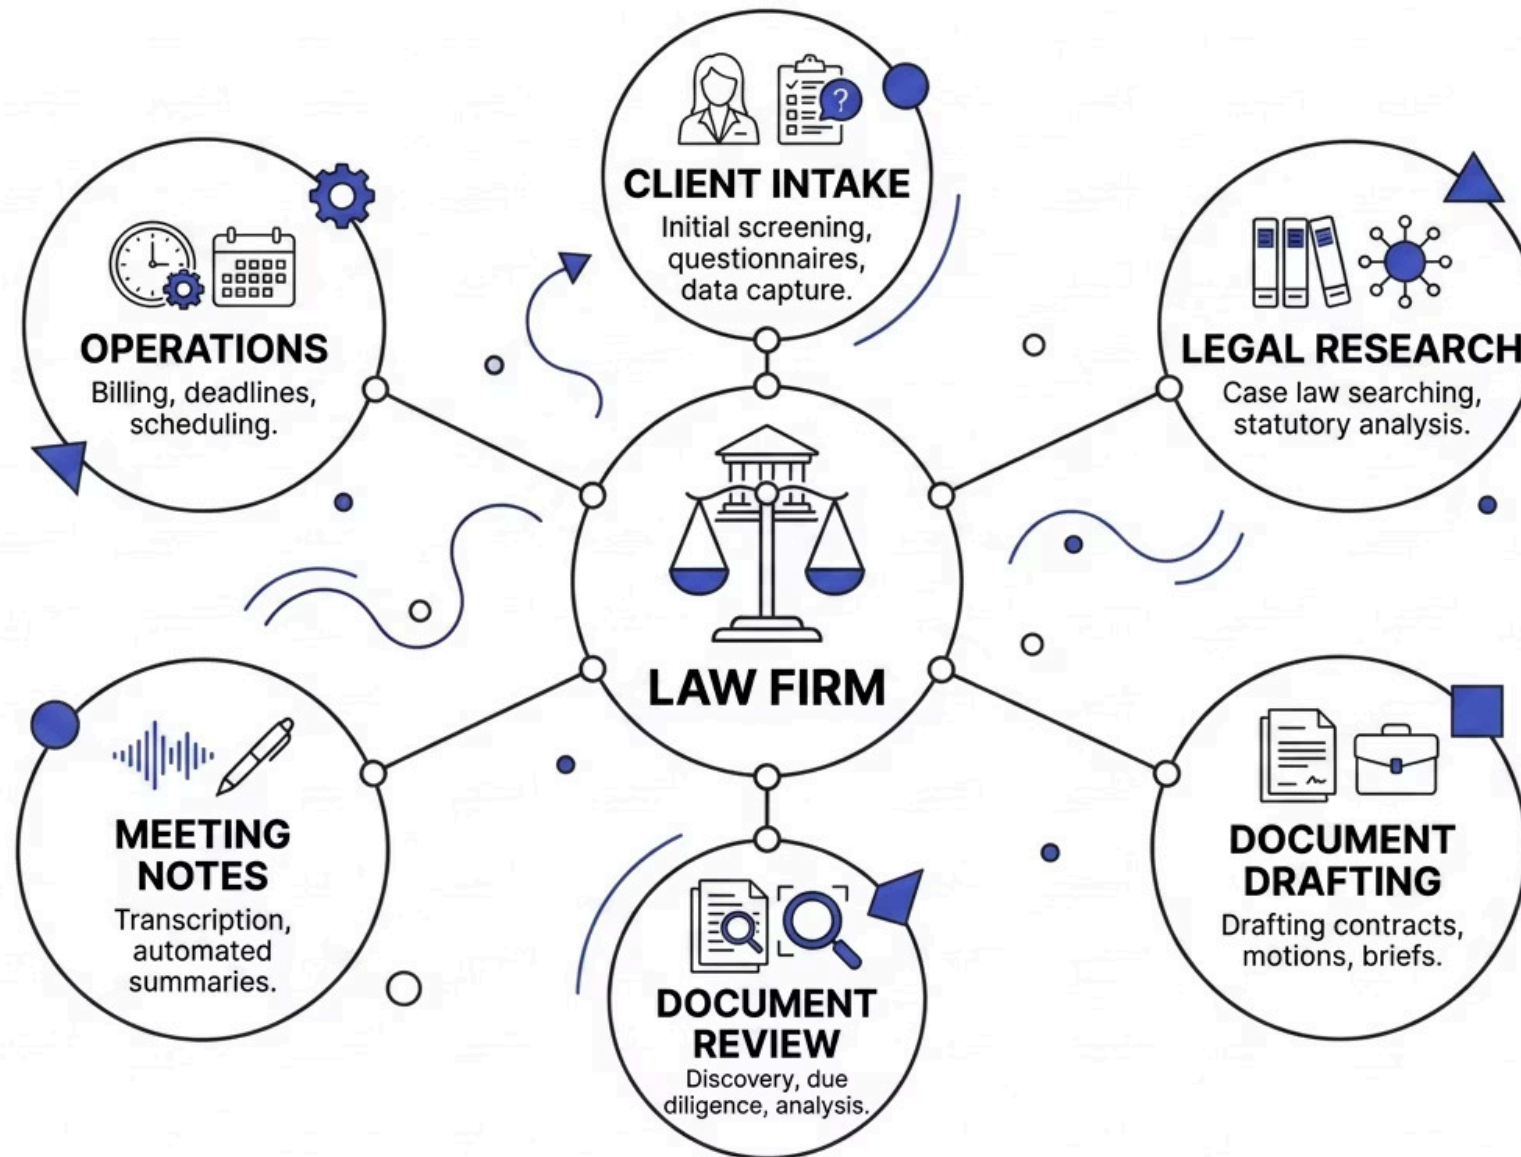 ?
CLIENT INTAKE
Initial screening,
questionnaires,
data capture.
OPERATIONS
Billing, deadlines,
scheduling.
LEGAL RESEARCH
Case law searching,
statutory analysis.
LAW FIRM
MEETING
NOTES
Transcription,
automated
summaries.
DOCUMENT
REVIEW
Discovery, due
diligence, analysis.
DOCUMENT
DRAFTING
Drafting contracts,
motions, briefs.